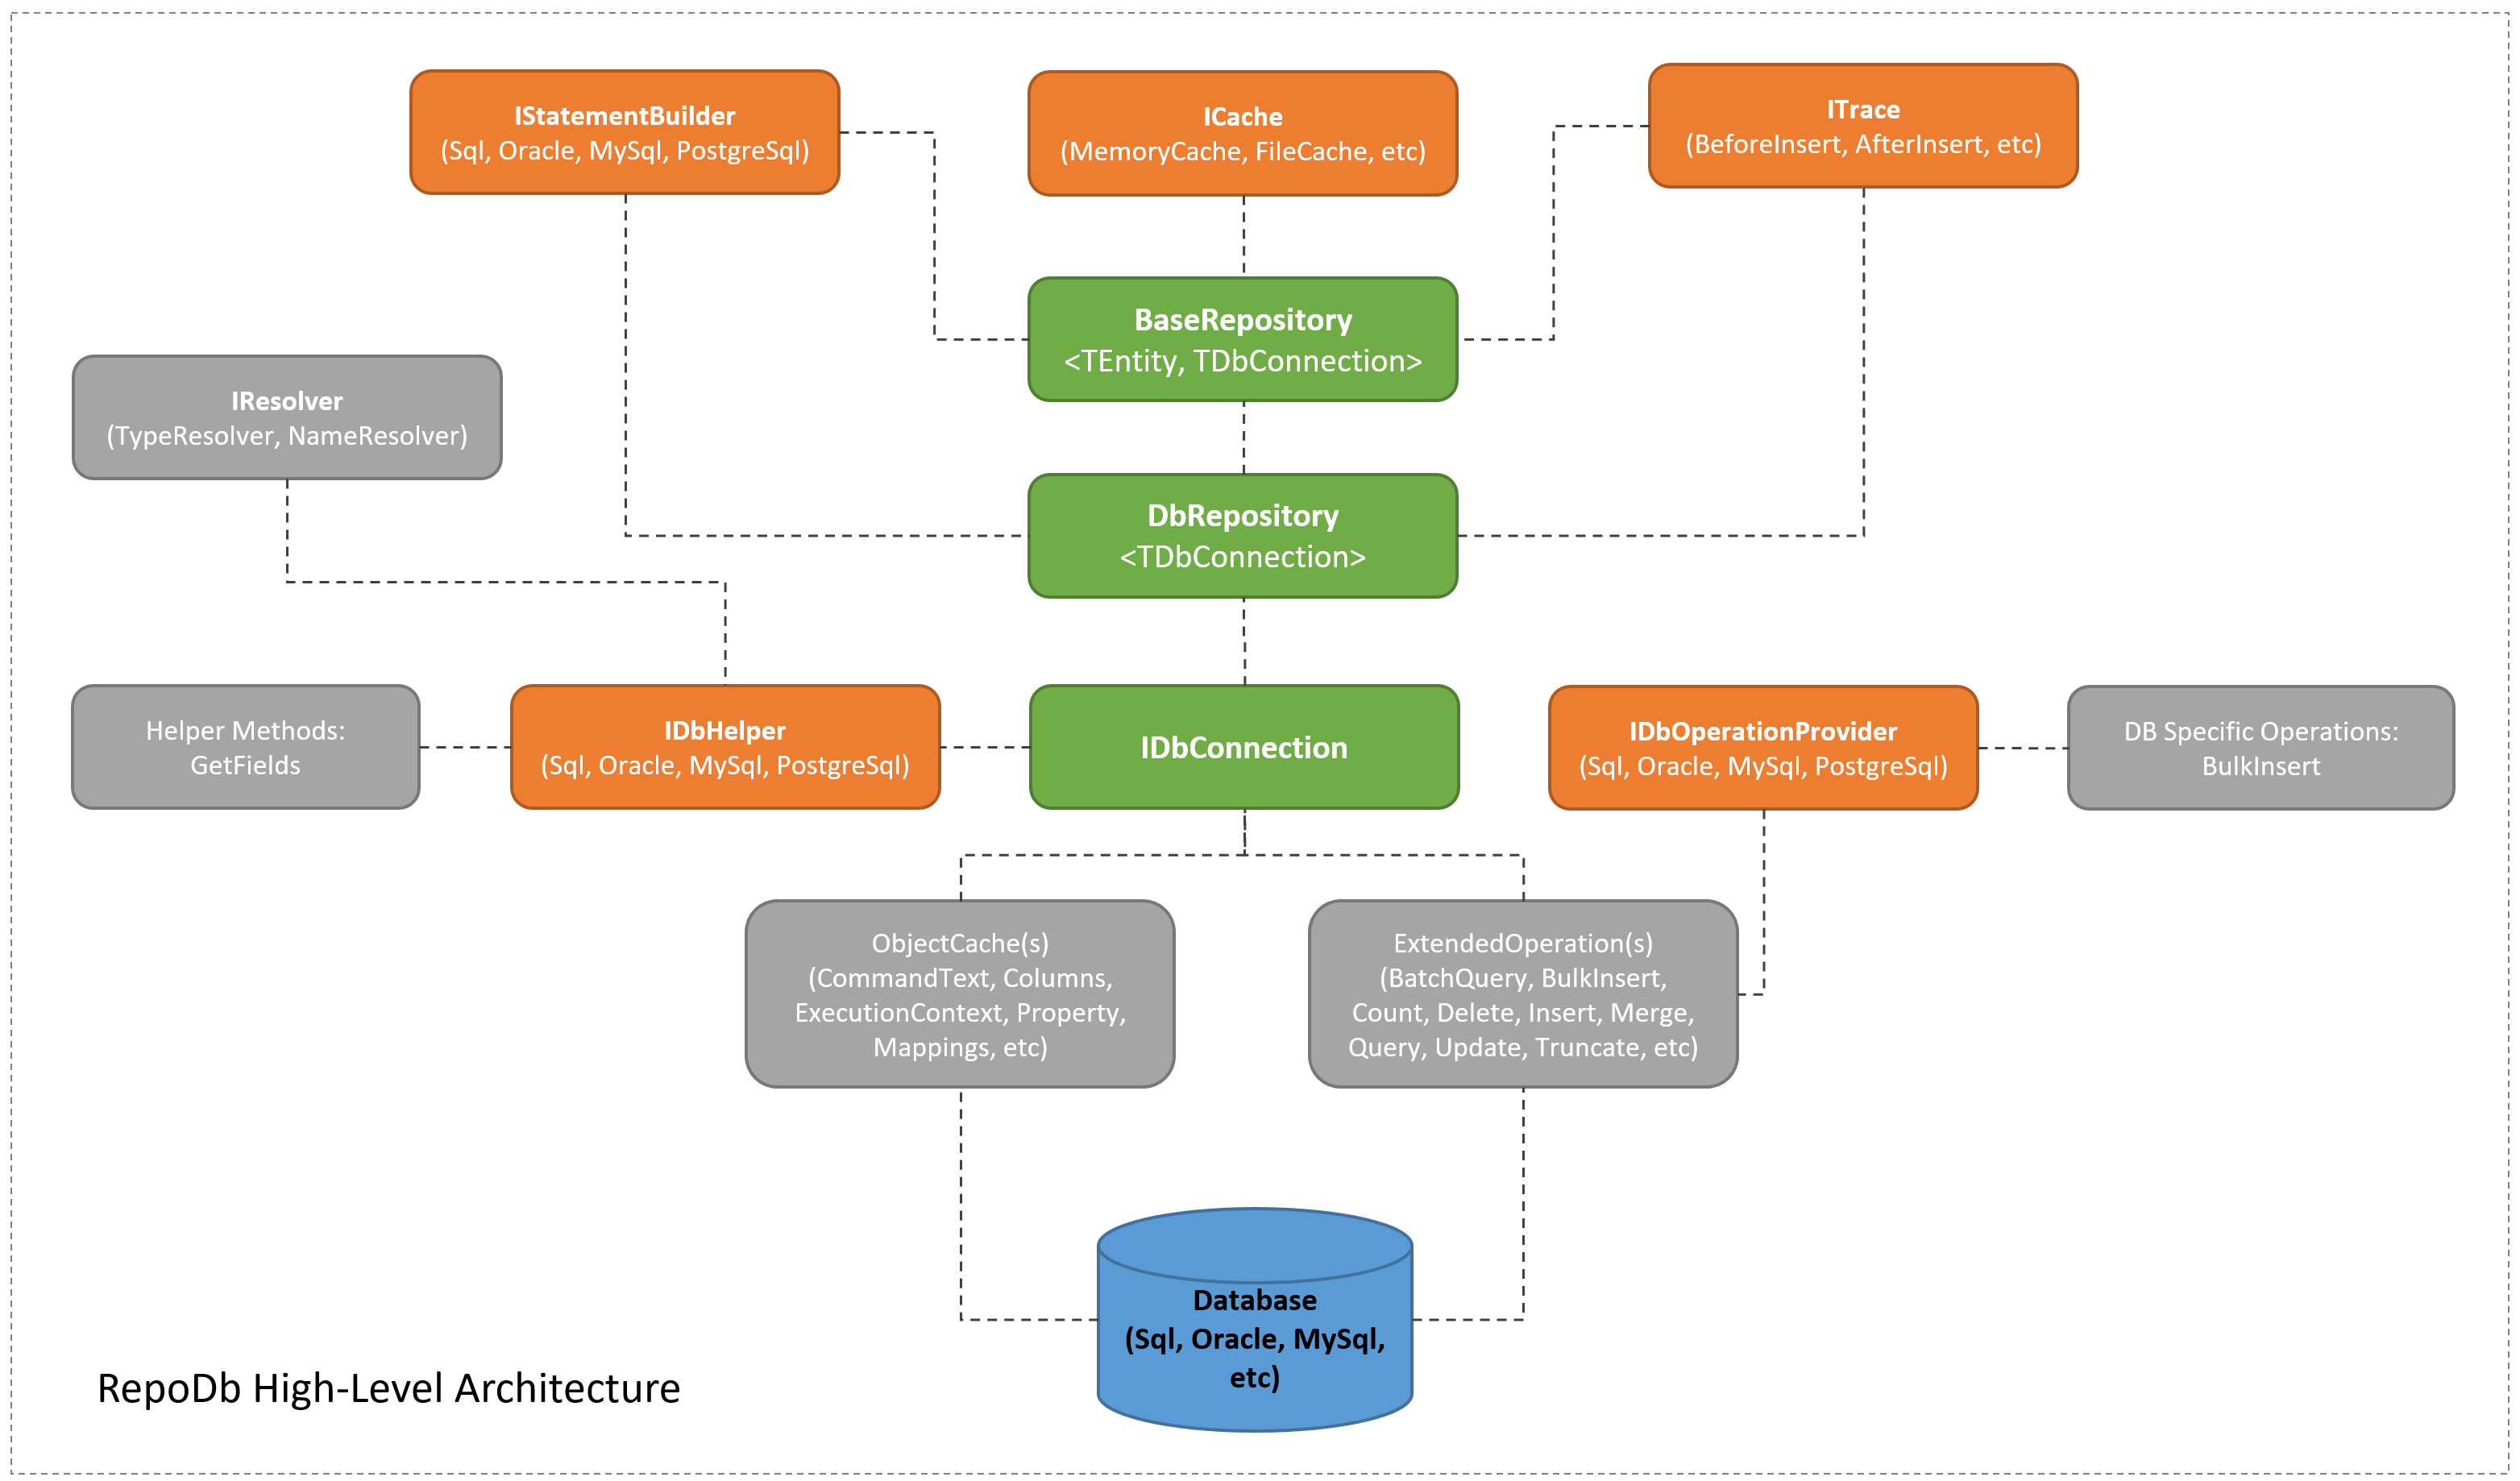 IStatementBuilder
(Sql, Oracle, MySql, PostgreSql)
ICache
(MemoryCache, FileCache, etc)
ITrace
(BeforeInsert, AfterInsert, etc)
BaseRepository
<TEntity, TDbConnection>
IResolver
(TypeResolver, NameResolver)
DbRepository
<TDbConnection>
Helper Methods:
GetFields
IDbHelper
(Sql, Oracle, MySql, PostgreSql)
IDbConnection
IDbOperationProvider
(Sql, Oracle, MySql, PostgreSql)
DB Specific Operations:
BulkInsert
ObjectCache(s)
(CommandText, Columns,
ExecutionContext, Property,
Mappings, etc)
ExtendedOperation(s)
(BatchQuery, BulkInsert,
Count, Delete, Insert, Merge,
Query, Update, Truncate, etc)
Database
(Sql, Oracle, MySql,
etc)
RepoDb High-Level Architecture